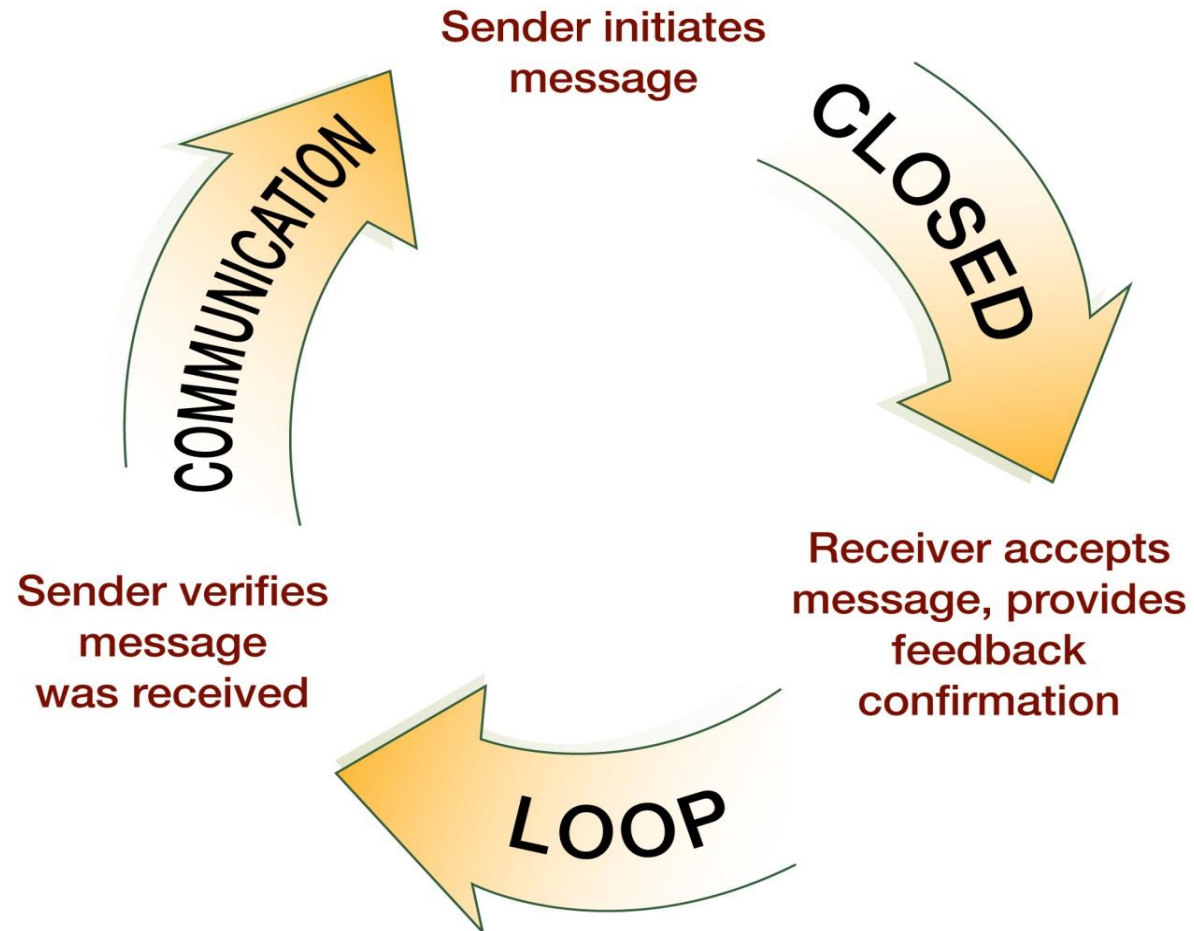 Sender initiates
message
CLOSED
Receiver accepts
message, provides
feedback
confirmation
LOOP
Sender verifies
message
was received
COMMUNICATION